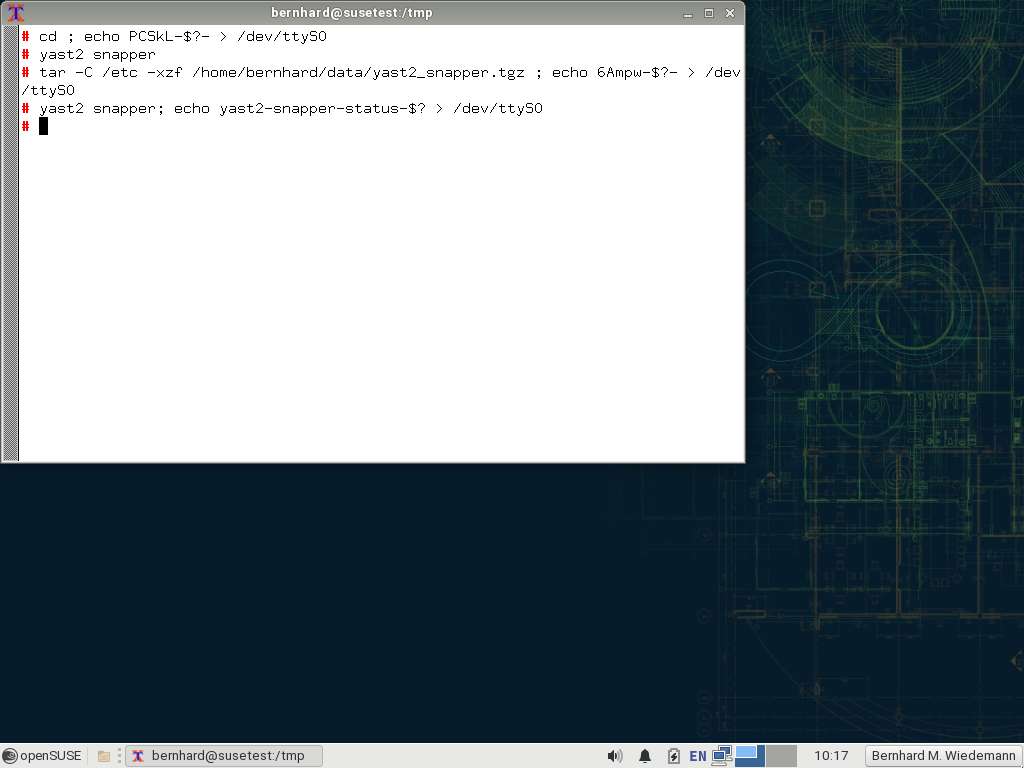 bernhard@susetest:/tmp
# cd ; echo PCSkL-$?- > /dev/ttyS0
# yast2 snapper
# tar -C /etc -xzf /home/bernhard/data/yast2_snapper.tgz ; echo 6Ampw-$?- > /dev
/ttyS0
# yast2 snapper; echo yast2-snapper-status-$? > /dev/ttyS0
#
openSUSE bernhard@susetest:/tmp EN 10:17 Bernhard M. Wiedemann